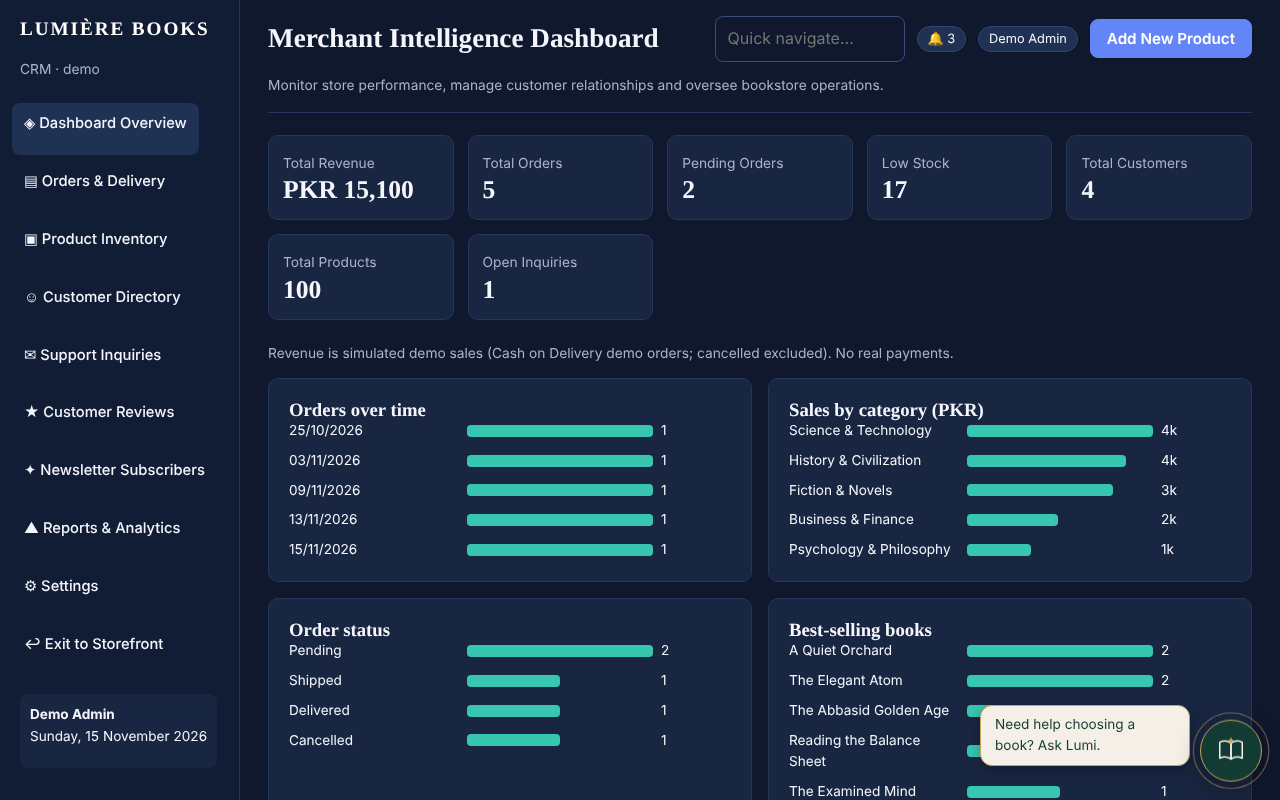 LUMIÈRE BOOKS
CRM · demo
◈ Dashboard Overview
▤ Orders & Delivery
▣ Product Inventory
☺ Customer Directory
✉ Support Inquiries
★ Customer Reviews
✦ Newsletter Subscribers
▲ Reports & Analytics
⚙ Settings
↩ Exit to Storefront
Demo Admin
Sunday, 15 November 2026
Merchant Intelligence Dashboard
Quick navigate...
🔔 3
Demo Admin
Add New Product
Monitor store performance, manage customer relationships and oversee bookstore operations.
Total Revenue
PKR 15,100
Total Orders
5
Pending Orders
2
Low Stock
17
Total Customers
4
Total Products
100
Open Inquiries
1
Revenue is simulated demo sales (Cash on Delivery demo orders; cancelled excluded). No real payments.
Orders over time
25/10/2026 1
03/11/2026 1
09/11/2026 1
13/11/2026 1
15/11/2026 1
Sales by category (PKR)
Science & Technology 4k
History & Civilization 4k
Fiction & Novels 3k
Business & Finance 2k
Psychology & Philosophy 1k
Order status
Pending 2
Shipped 1
Delivered 1
Cancelled 1
Best-selling books
A Quiet Orchard 2
The Elegant Atom 2
The Abbasid Golden Age
Reading the Balance
Sheet
The Examined Mind 1
Need help choosing a
book? Ask Lumi.